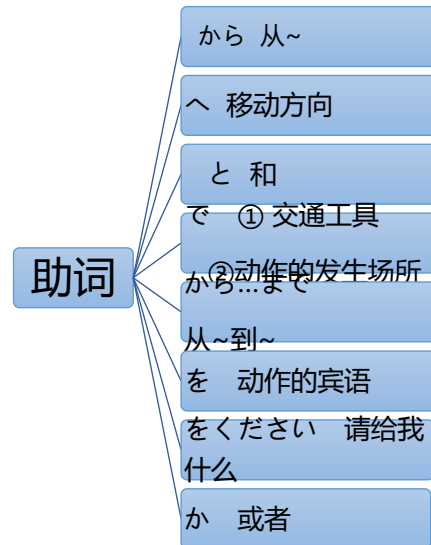 助词
から 从~
へ 移动方向
と 和
で ① 交通工具
②动作的发生场所
から…まで
从~到~
を 动作的宾语
をください 请给我
什么
か 或者